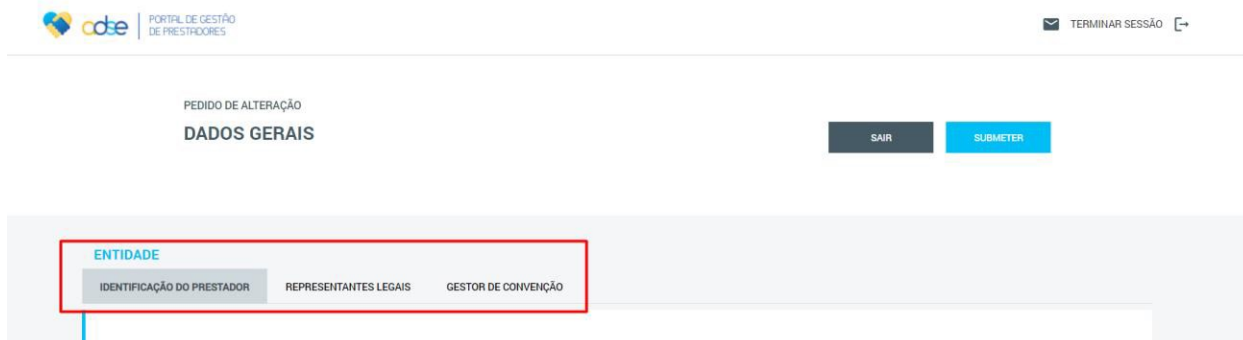 adse
PORTAL DE GESTÃO
DE PRESTADORES
TERMINAR SESSÃO
PEDIDO DE ALTERAÇÃO
DADOS GERAIS
SAIR
SUBMETER
ENTIDADE
IDENTIFICAÇÃO DO PRESTADOR REPRESENTANTES LEGAIS GESTOR DE CONVENÇÃO